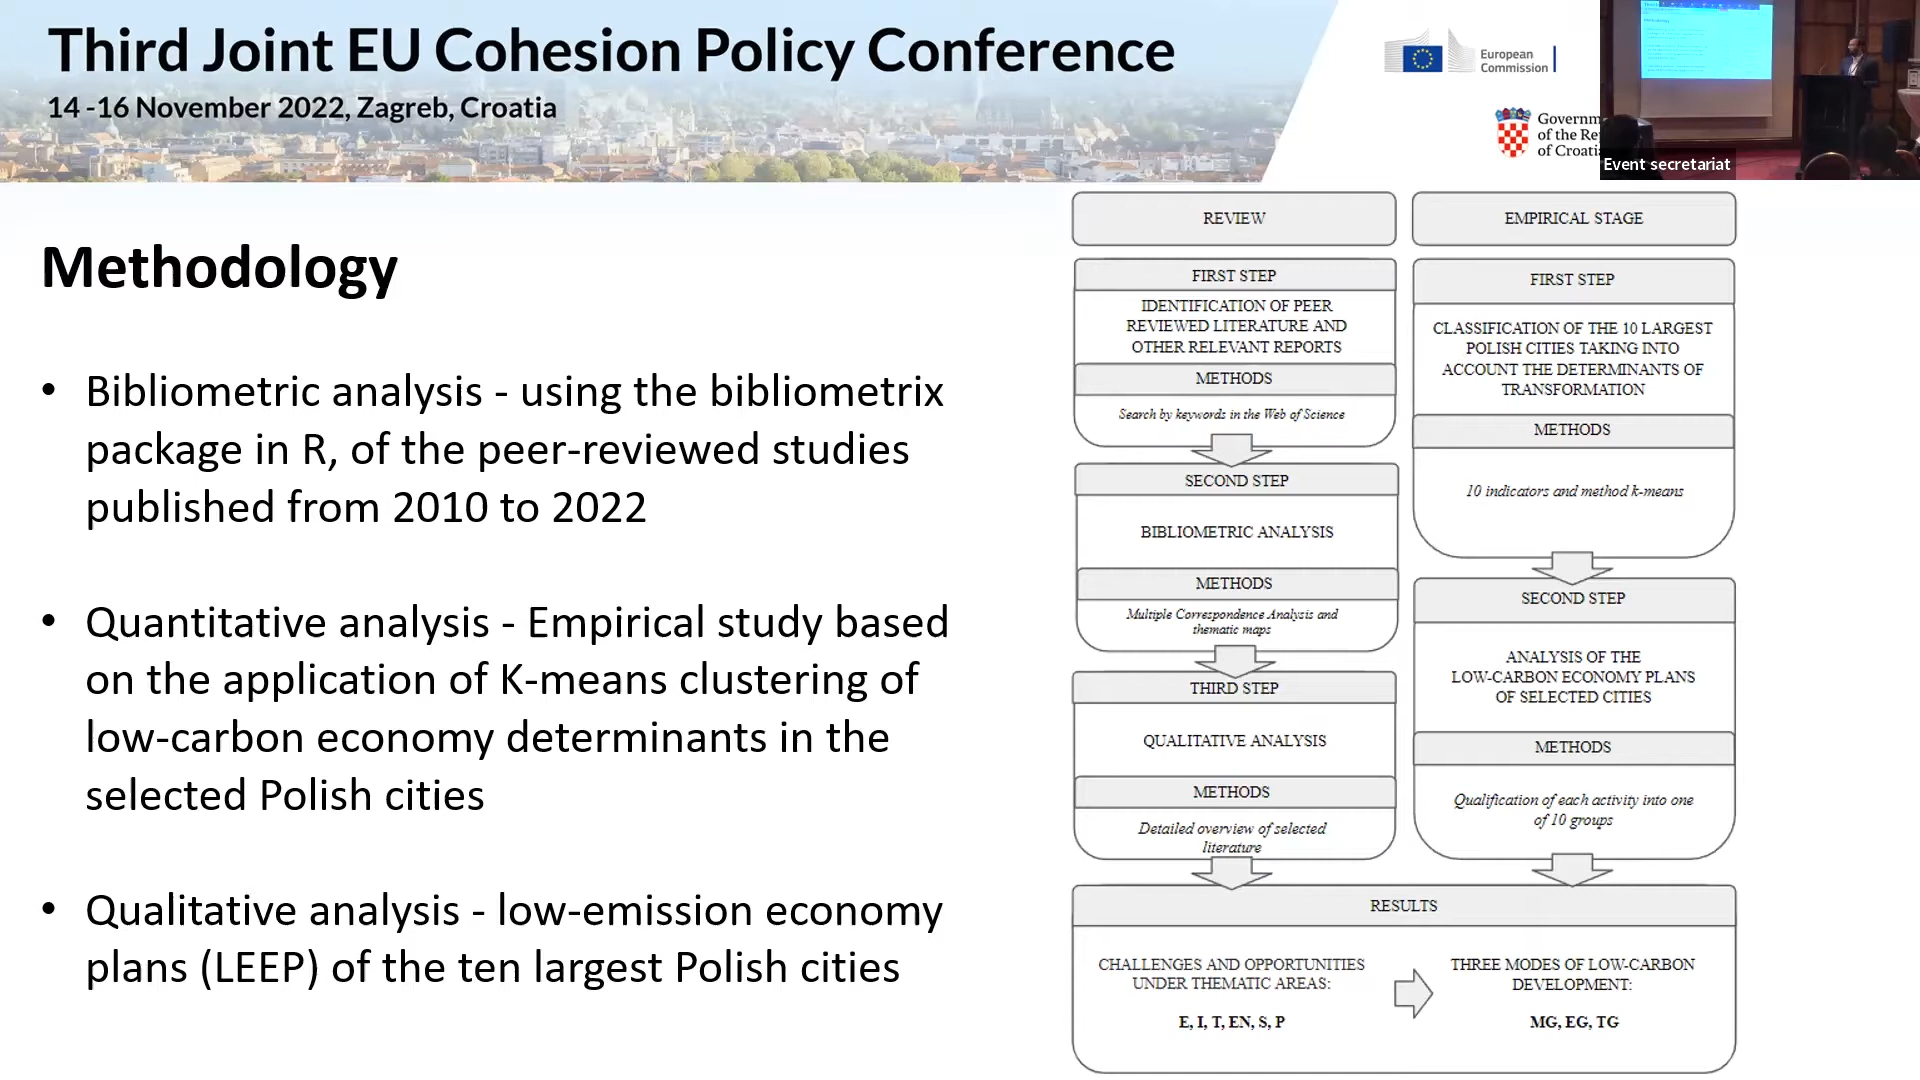 Third Joint EU Cohesion Policy Conference
14 -16 November 2022, Zagreb, Croatia
European
Commission
Governm
of the Re
of Croati
Event secretariat
Methodology
• Bibliometric analysis - using the bibliometrix
package in R, of the peer-reviewed studies
published from 2010 to 2022
• Quantitative analysis - Empirical study based
on the application of K-means clustering of
low-carbon economy determinants in the
selected Polish cities
• Qualitative analysis - low-emission economy
plans (LEEP) of the ten largest Polish cities
REVIEW
FIRST STEP
IDENTIFICATION OF PEER
REVIEWED LITERATURE AND
OTHER RELEVANT REPORTS
METHODS
Search by keywords in the Web of Science
SECOND STEP
BIBLIOMETRIC ANALYSIS
METHODS
Multiple Correspondence Analysis and
thematic maps
THIRD STEP
QUALITATIVE ANALYSIS
METHODS
Detailed overview of selected
literature
EMPIRICAL STAGE
FIRST STEP
CLASSIFICATION OF THE 10 LARGEST
POLISH CITIES TAKING INTO
ACCOUNT THE DETERMINANTS OF
TRANSFORMATION
METHODS
10 indicators and method k-means
SECOND STEP
ANALYSIS OF THE
LOW-CARBON ECONOMY PLANS
OF SELECTED CITIES
METHODS
Qualification of each activity into one
of 10 groups
RESULTS
CHALLENGES AND OPPORTUNITIES
UNDER THEMATIC AREAS:
E, I, T, EN, S, P
THREE MODES OF LOW-CARBON
DEVELOPMENT:
MG, EG, TG